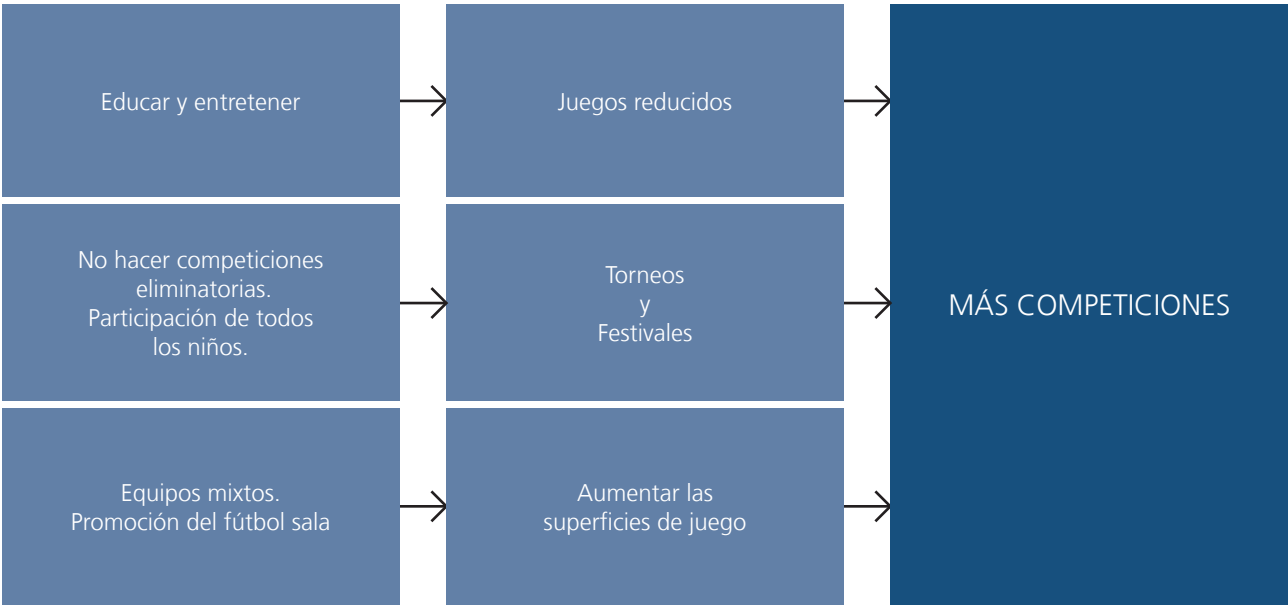 Educar y entretener
Juegos reducidos
No hacer competiciones
eliminatorias.
Participación de todos
los niños.
Torneos
y
Festivales
MÁS COMPETICIONES
Equipos mixtos.
Promoción del fútbol sala
Aumentar las
superficies de juego